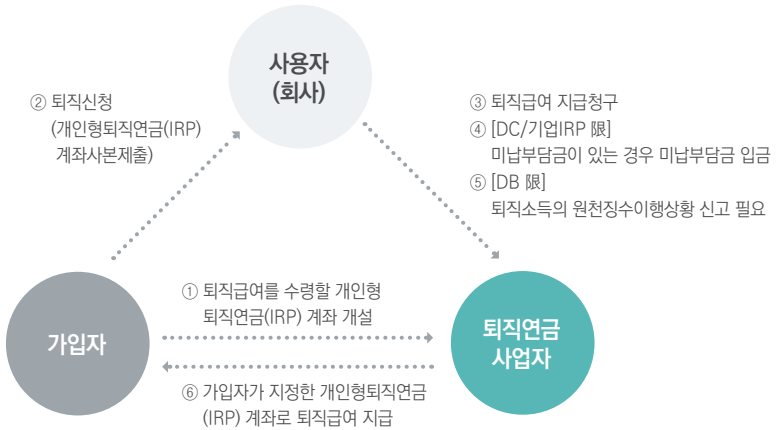 사용자
(회사)
② 퇴직신청
(개인형퇴직연금(IRP)
계좌사본제출)
③ 퇴직급여 지급청구
④ [DC/기업IRP 限]
미납부담금이 있는 경우 미납부담금 입금
⑤ [DB 限]
퇴직소득의 원천징수이행상황 신고 필요
가입자
① 퇴직급여를 수령할 개인형
퇴직연금(IRP) 계좌 개설
퇴직연금
사업자
⑥ 가입자가 지정한 개인형퇴직연금
(IRP) 계좌로 퇴직급여 지급